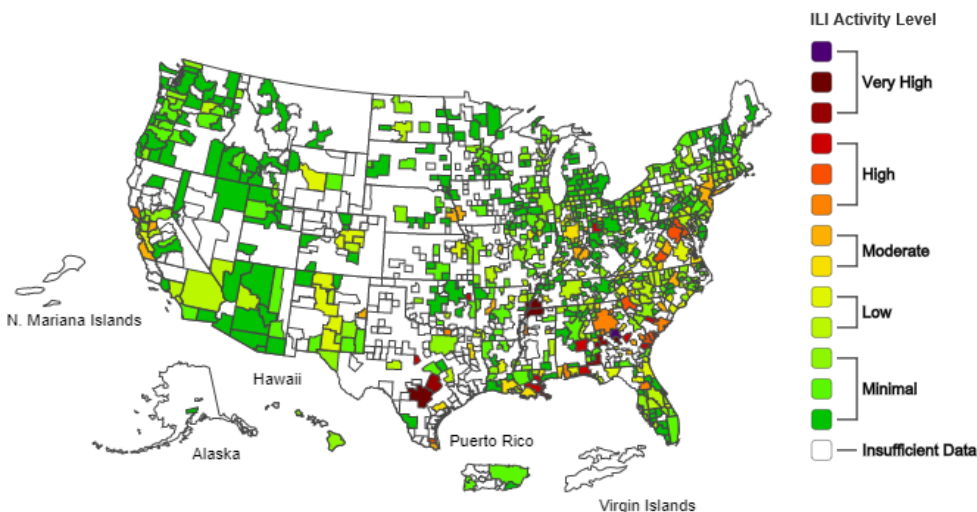 ILI Activity Level
Very High
High
Moderate
Low
Minimal
Insufficient Data
N. Mariana Islands
Hawaii
Alaska
Puerto Rico
Virgin Islands